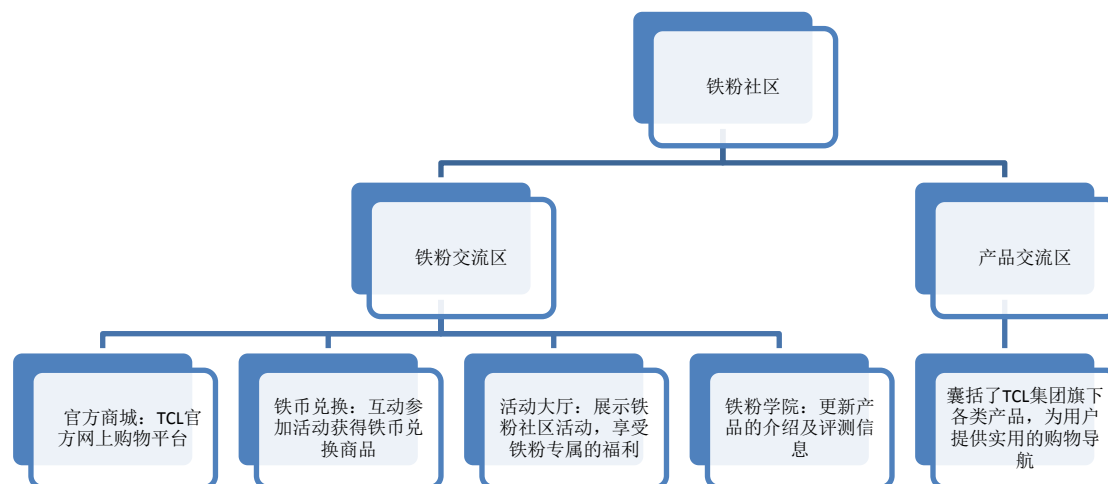 铁粉社区
铁粉交流区
产品交流区
官方商城：TCL官
方网上购物平台
铁币兑换：互动参
加活动获得铁币兑
换商品
活动大厅：展示铁
粉社区活动，享受
铁粉专属的福利
铁粉学院：更新产
品的介绍及评测信
息
囊括了TCL集团旗下
各类产品，为用户
提供实用的购物导
航